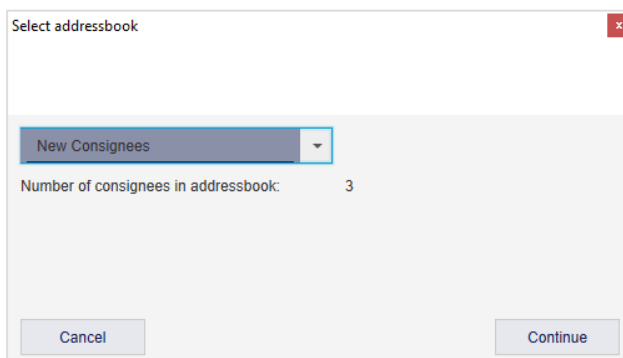 Select addressbook
x
New Consignees
Number of consignees in addressbook: 3
Cancel Continue